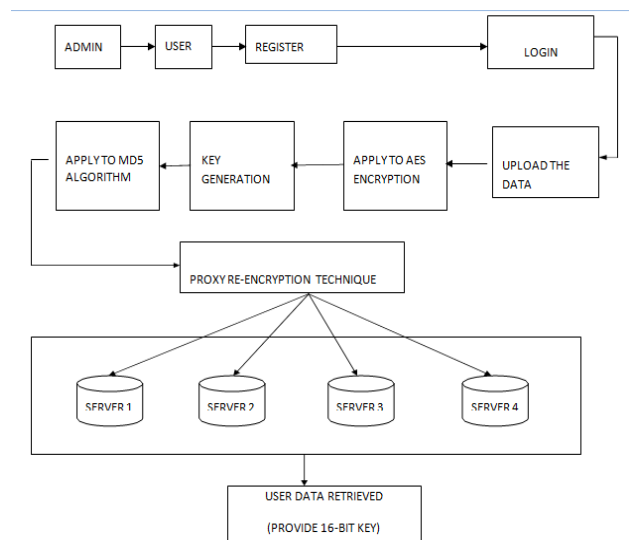 ADMIN
USER
REGISTER
LOGIN
APPLY TO MD5
ALGORITHM
KEY
GENERATION
APPLY TO AES
ENCRYPTION
UPLOAD THE
DATA
PROXY RE-ENCRYPTION TECHNIQUE
SERVER 1
SERVER 2
SERVER 3
SERVER 4
USER DATA RETRIEVED
(PROVIDE 16-BIT KEY)